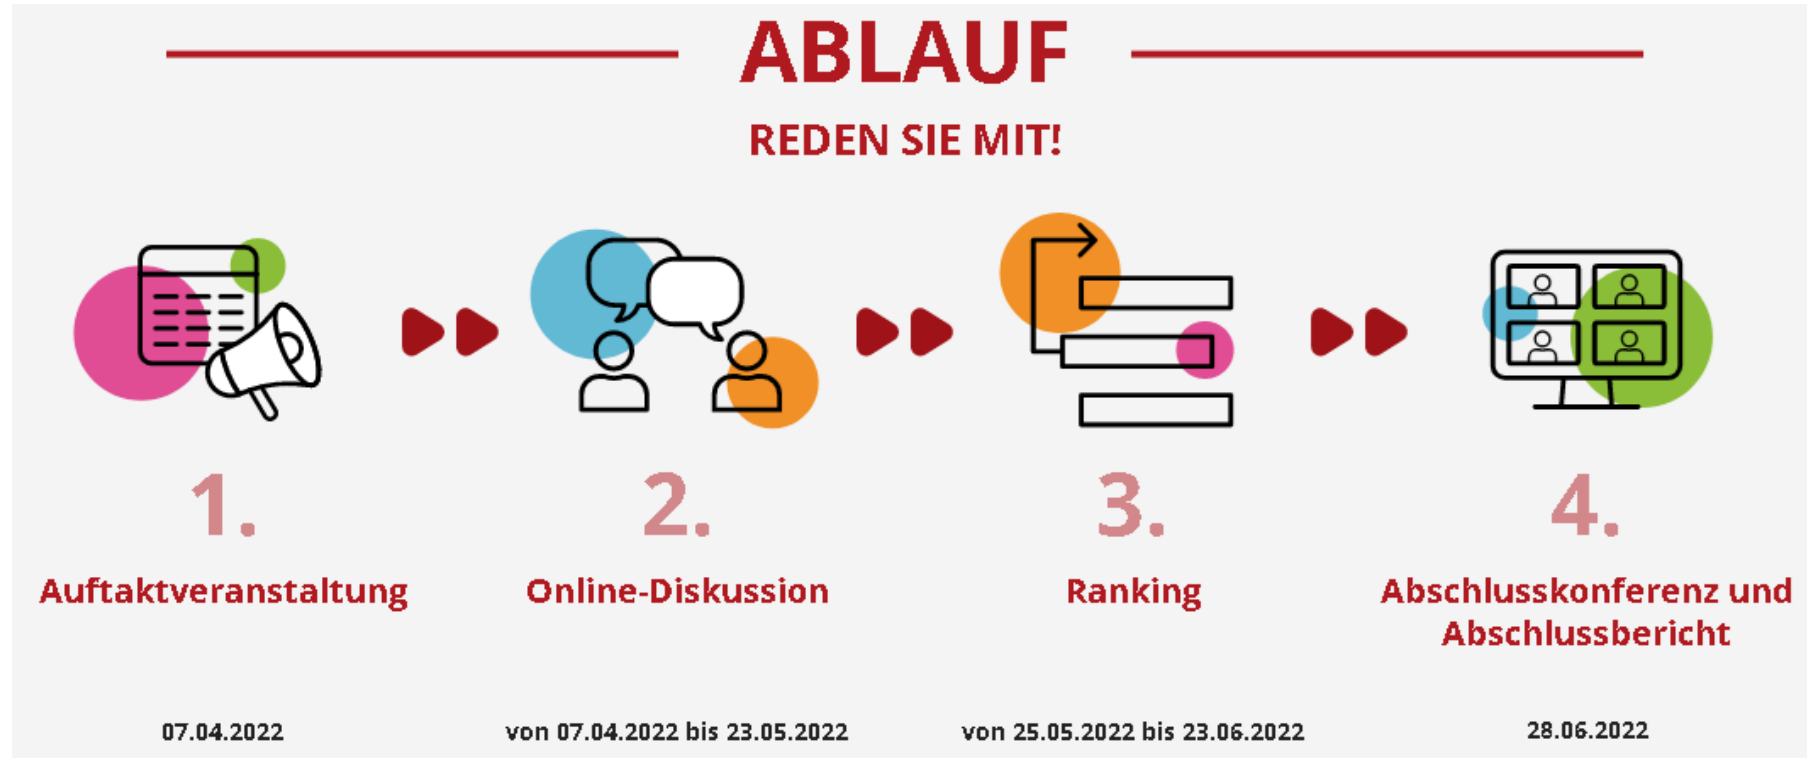 ABLAUF
REDEN SIE MIT!
1.
Auftaktveranstaltung
07.04.2022
2.
Online-Diskussion
von 07.04.2022 bis 23.05.2022
3.
Ranking
von 25.05.2022 bis 23.06.2022
4.
Abschlusskonferenz und
Abschlussbericht
28.06.2022